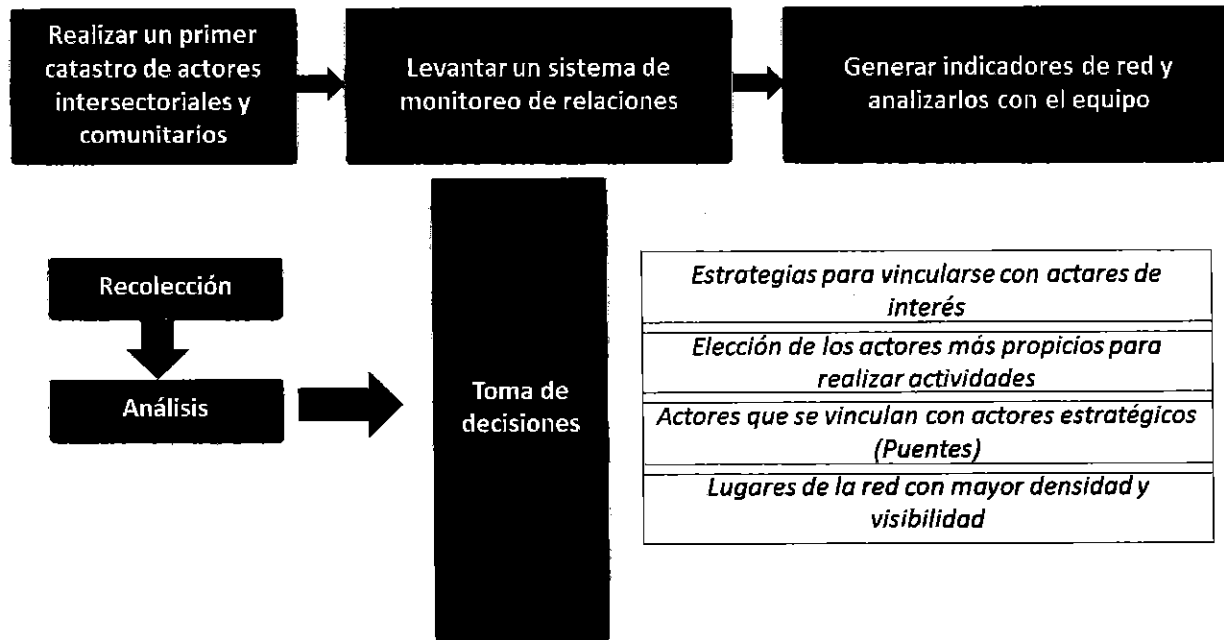 Realizar un primer
catastro de actores
intersectoriales y
comunitarios
Levantar un sistema de
monitoreo de relaciones
Generar indicadores de red y
analizarlos con el equipo
Recolección
Análisis
Toma de
decisiones
Estrategias para vincularse con actares de
interés
Elección de los actores más propicios para
realizar actividades
Actores que se vinculan con actores estratégicos
(Puentes)
Lugares de la red con mayor densidad y
visibilidad